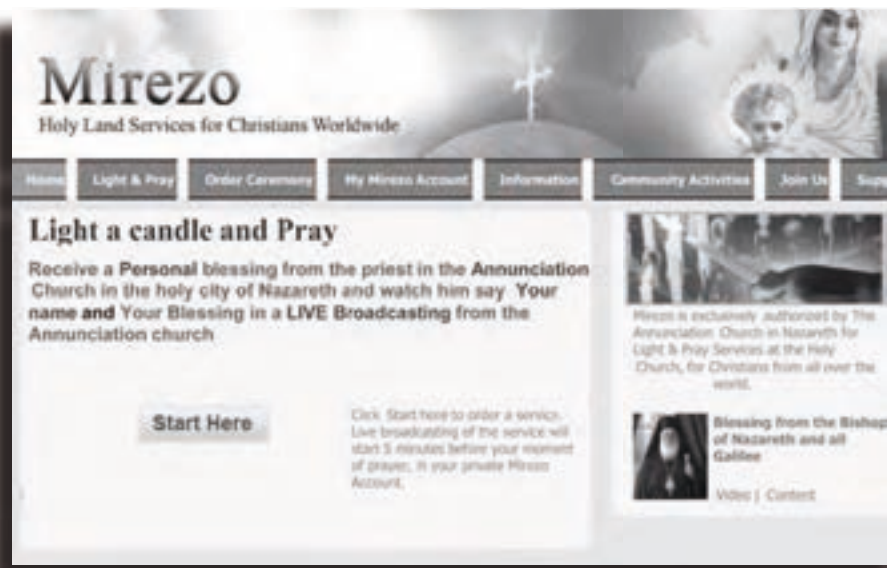 Mirezo
Holy Land Services for Christians Worldwide
Home
Light & Pray
Order Ceremony
My Mirezo Account
Information
Community Activities
Join Us
Supp
Light a candle and Pray
Receive a Personal blessing from the priest in the Annunciation
Church in the holy city of Nazareth and watch him say Your
name and Your Blessing in a LIVE Broadcasting from the
Annunciation church
Start Here
Click Start here to order a service.
Live broadcasting of the service will
start 5 minutes before your moment
of prayer, in your private Mirezo
Account.
Mirezo is exclusively authorized by The
Annunciation Church in Nazareth for
Light & Pray Services at the Holy
Church, for Christians from all over the
world.
Blessing from the Bishop
of Nazareth and all
Galilee
Video | Content